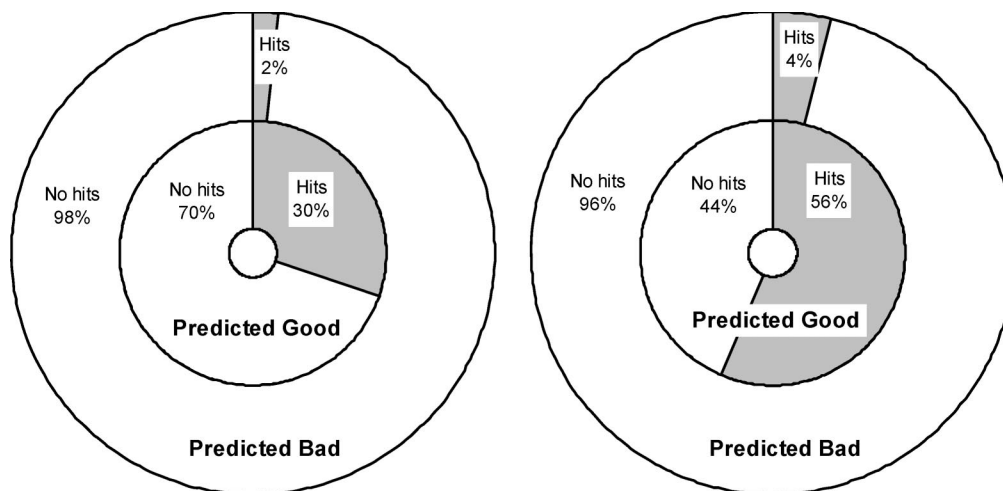 Hits
2%
No hits
98%
No hits
70%
Hits
30%
Predicted Good
Predicted Bad
Hits
4%
No hits
96%
No hits
44%
Hits
56%
Predicted Good
Predicted Bad